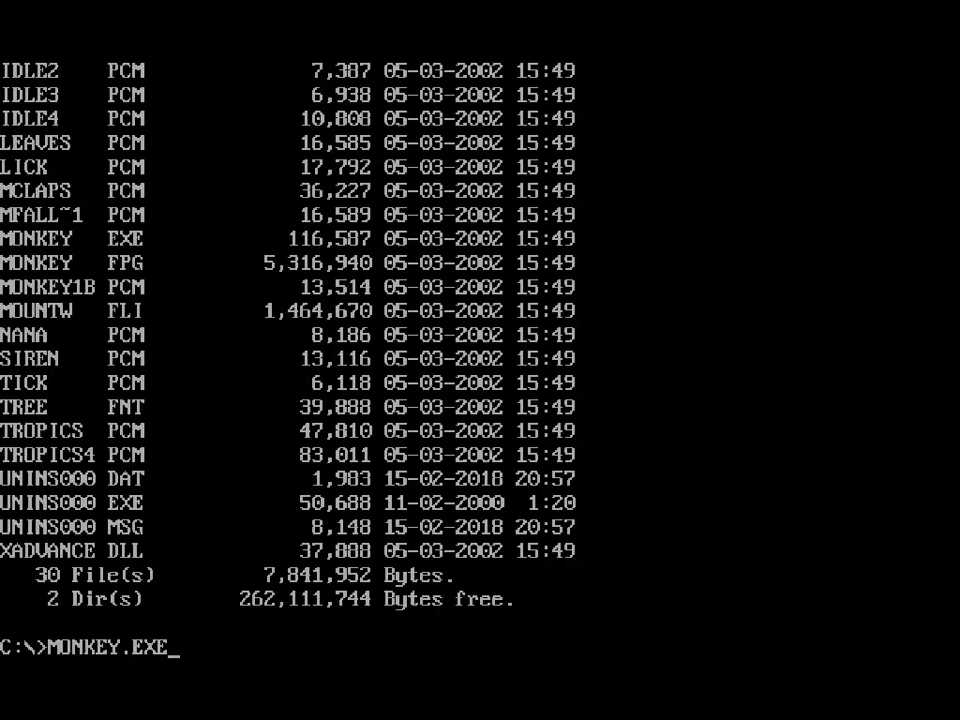 IDLE2    PCM              7,387 05-03-2002 15:49
IDLE3    PCM              6,938 05-03-2002 15:49
IDLE4    PCM             10,808 05-03-2002 15:49
LEAVES   PCM             16,585 05-03-2002 15:49
LICK     PCM             17,792 05-03-2002 15:49
MCLAPS   PCM             36,227 05-03-2002 15:49
MFALL~1  PCM             16,589 05-03-2002 15:49
MONKEY   EXE            116,587 05-03-2002 15:49
MONKEY   FPG          5,316,940 05-03-2002 15:49
MONKEY1B PCM             13,514 05-03-2002 15:49
MOUNTW   FLI          1,464,670 05-03-2002 15:49
NANA     PCM              8,186 05-03-2002 15:49
SIREN    PCM             13,116 05-03-2002 15:49
TICK     PCM              6,118 05-03-2002 15:49
TREE     FNT             39,888 05-03-2002 15:49
TROPICS  PCM             47,810 05-03-2002 15:49
TROPICS4 PCM             83,011 05-03-2002 15:49
UNINS000 DAT              1,983 15-02-2018 20:57
UNINS000 EXE             50,688 11-02-2000  1:20
UNINS000 MSG              8,148 15-02-2018 20:57
XADVANCE DLL             37,888 05-03-2002 15:49
   30 File(s)         7,841,952 Bytes.
    2 Dir(s)        262,111,744 Bytes free.
C:\>MONKEY.EXE_